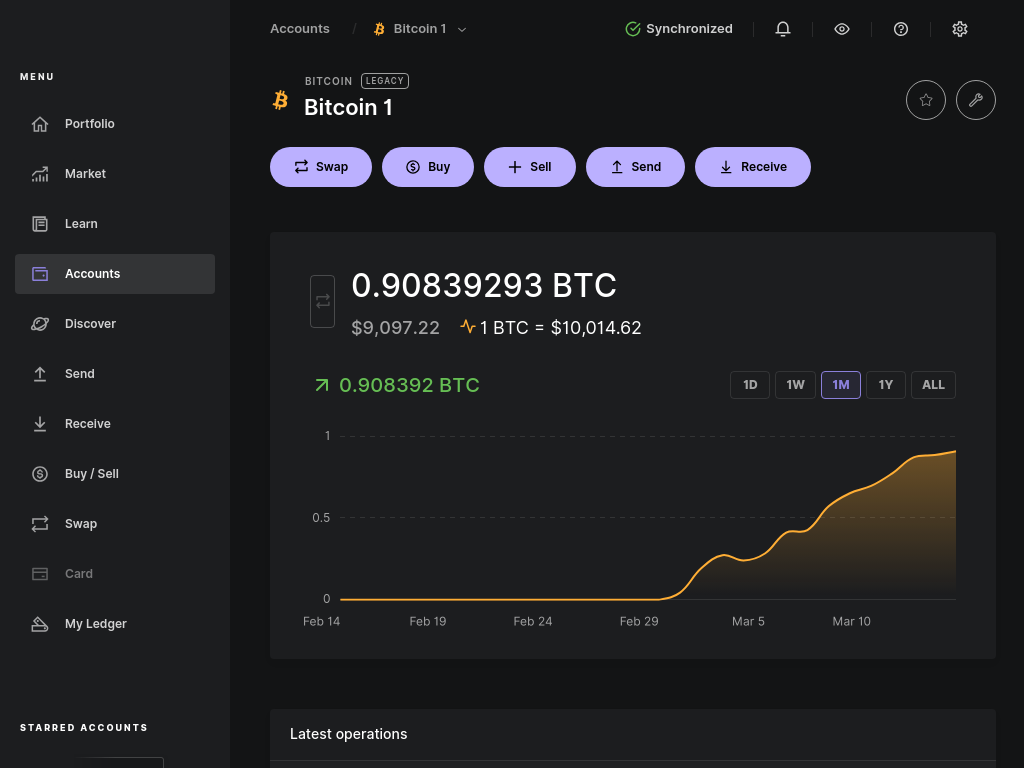 Accounts / Bitcoin 1
Synchronized
MENU
Portfolio
Market
Learn
Accounts
Discover
Send
Receive
Buy / Sell
Swap
Card
My Ledger
STARRED ACCOUNTS
BITCOIN LEGACY
Bitcoin 1
Swap Buy Sell Send Receive
0.90839293 BTC
$9,097.22 1 BTC = $10,014.62
0.908392 BTC
1D 1W 1M 1Y ALL
1
0.5
0
Feb 14 Feb 19 Feb 24 Feb 29 Mar 5 Mar 10
Latest operations